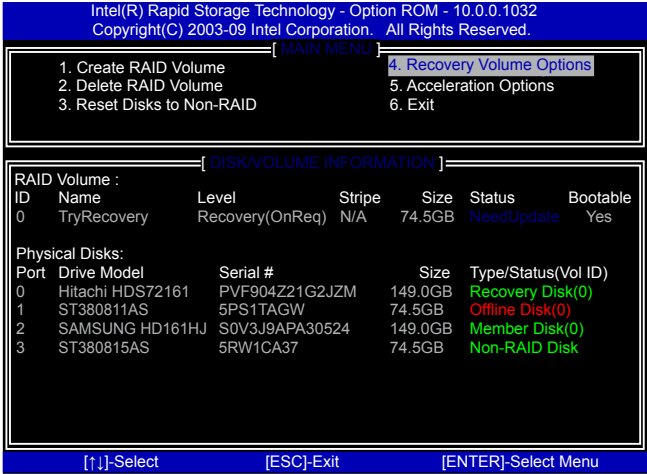 Intel(R) Rapid Storage Technology - Option ROM - 10.0.0.1032
Copyright(C) 2003-09 Intel Corporation. All Rights Reserved.
[ MAIN MENU ]
1. Create RAID Volume 4. Recovery Volume Options
2. Delete RAID Volume 5. Acceleration Options
3. Reset Disks to Non-RAID 6. Exit
[ DISK/VOLUME INFORMATION ]
RAID Volume :
ID Name Level Stripe Size Status Bootable
0 TryRecovery Recovery(OnReq) N/A 74.5GB NeedUpdate Yes
Physical Disks:
Port Drive Model Serial # Size Type/Status(Vol ID)
0 Hitachi HDS72161 PVF904Z21G2JZM 149.0GB Recovery Disk(0)
1 ST380811AS 5PS1TAGW 74.5GB Offline Disk(0)
2 SAMSUNG HD161HJ S0V3J9APA30524 149.0GB Member Disk(0)
3 ST380815AS 5RW1CA37 74.5GB Non-RAID Disk
[↑↓]-Select [ESC]-Exit [ENTER]-Select Menu